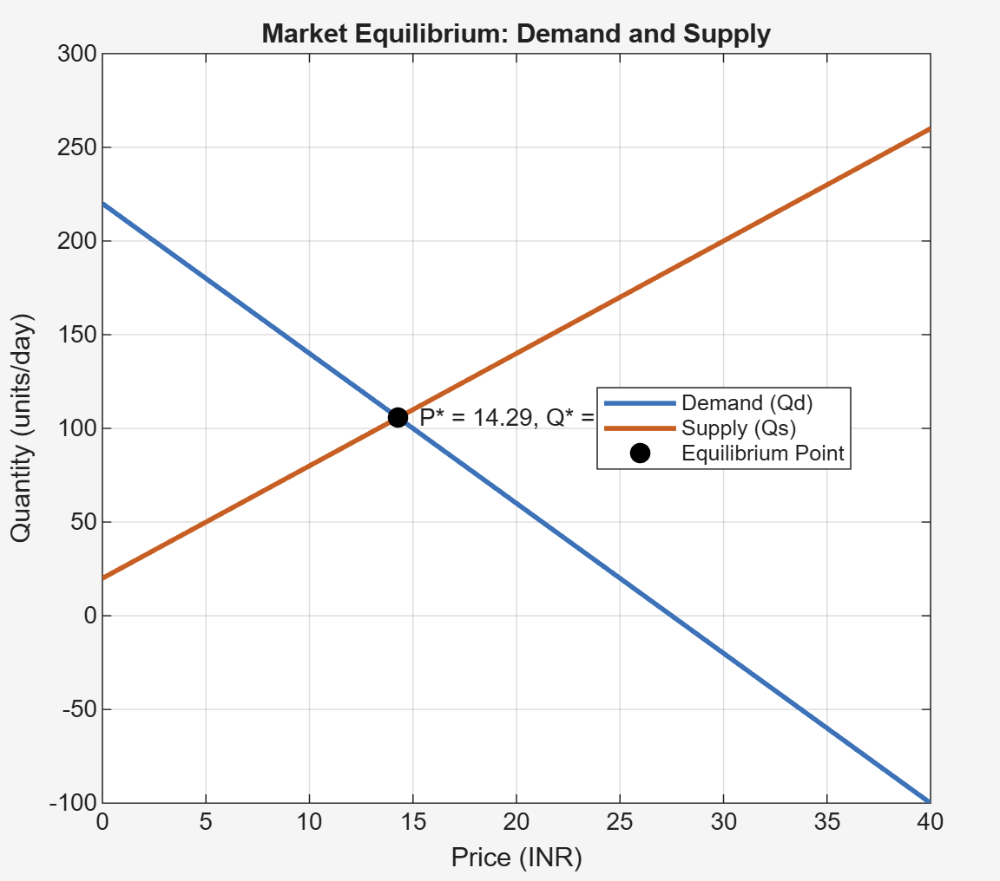 Market Equilibrium: Demand and Supply
300
250
200
150
100
50
0
-50
-100
Quantity (units/day)
P* = 14.29, Q* =
Demand (Qd)
Supply (Qs)
Equilibrium Point
0 5 10 15 20 25 30 35 40
Price (INR)